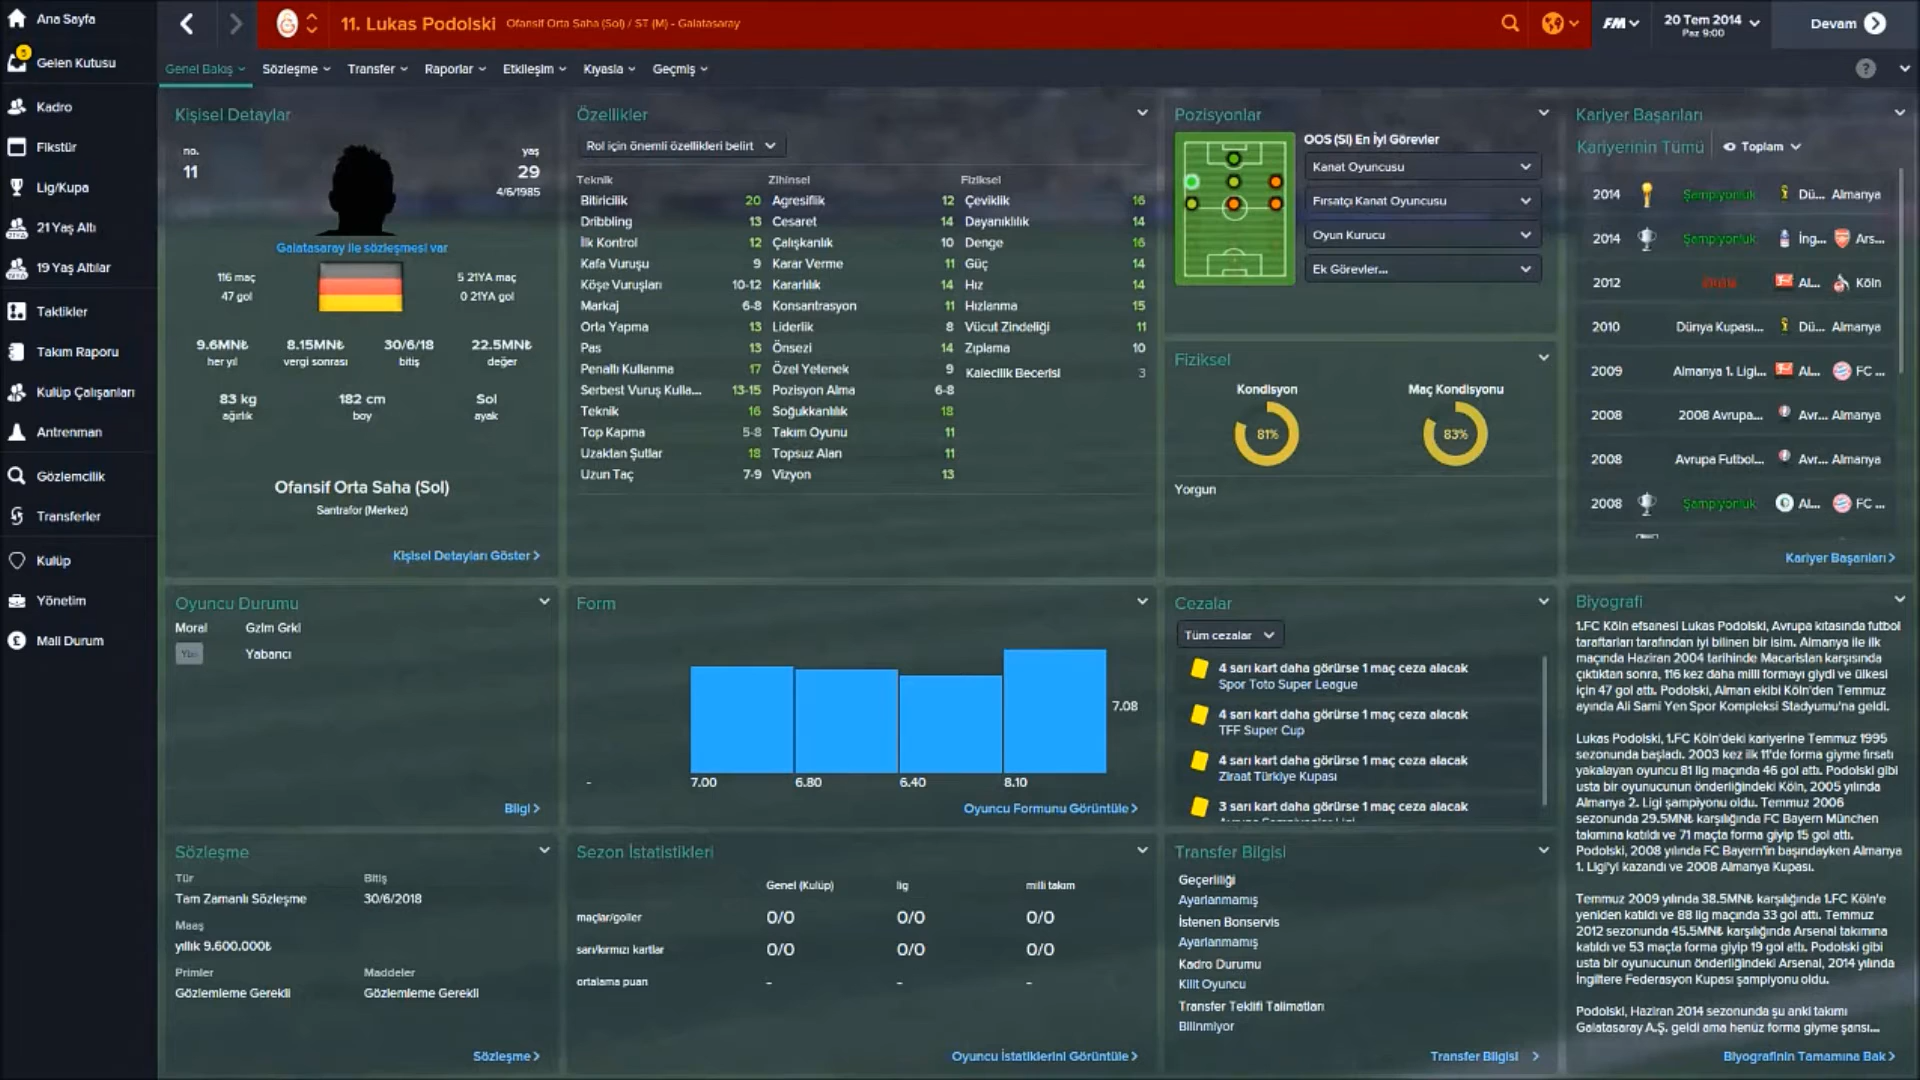 Ana Sayfa
11. Lukas Podolski
Ofansif Orta Saha (Sol) / ST (M) - Galatasaray
FM
20 Tem 2014
Paz 9:00
Devam
5
Gelen Kutusu
Genel Bakış
Sözleşme
Transfer
Raporlar
Etkileşim
Kıyasla
Geçmiş
?
Kadro
Fikstür
Lig/Kupa
21 Yaş Altı
19 Yaş Altılar
Taktikler
Takım Raporu
Kulüp Çalışanları
Antrenman
Gözlemcilik
Transferler
Kulüp
Yönetim
Mali Durum
Kişisel Detaylar
no.
11
yaş
29
4/6/1985
Galatasaray ile sözleşmesi var
116 maç
47 gol
5 21YA maç
0 21YA gol
9.6MN₺
her yıl
8.15MN₺
vergi sonrası
30/6/18
bitiş
22.5MN₺
değer
83 kg
ağırlık
182 cm
boy
Sol
ayak
Ofansif Orta Saha (Sol)
Santrafor (Merkez)
Kişisel Detayları Göster >
Özellikler
Rol için önemli özellikleri belirt
Teknik Zihinsel Fiziksel
Bitiricilik 20 Agresiflik 12 Çeviklik 16
Dribbling 13 Cesaret 14 Dayanıklılık 14
İlk Kontrol 12 Çalışkanlık 10 Denge 16
Kafa Vuruşu 9 Karar Verme 11 Güç 14
Köşe Vuruşları 10-12 Kararlılık 14 Hız 14
Markaj 6-8 Konsantrasyon 11 Hızlanma 15
Orta Yapma 13 Liderlik 8 Vücut Zindeliği 11
Pas 13 Önsezi 14 Zıplama 10
Penaltı Kullanma 17 Özel Yetenek 9 Kalecilik Becerisi 3
Serbest Vuruş Kulla... 13-15 Pozisyon Alma 6-8
Teknik 16 Soğukkanlılık 18
Top Kapma 5-8 Takım Oyunu 11
Uzaktan Şutlar 18 Topsuz Alan 11
Uzun Taç 7-9 Vizyon 13
Pozisyonlar
OOS (Sl) En İyi Görevler
Kanat Oyuncusu
Fırsatçı Kanat Oyuncusu
Oyun Kurucu
Ek Görevler...
Fiziksel
Kondisyon
81%
Maç Kondisyonu
83%
Yorgun
Kariyer Başarıları
Kariyerinin Tümü
Toplam
2014 Şampiyonluk Dü... Almanya
2014 Şampiyonluk İng... Ars...
2012 Al... Köln
2010 Dünya Kupası... Dü... Almanya
2009 Almanya 1. Ligi... Al... FC ...
2008 2008 Avrupa... Avr... Almanya
2008 Avrupa Futbol... Avr... Almanya
2008 Şampiyonluk Al... FC ...
Kariyer Başarıları >
Oyuncu Durumu
Moral Gzlm Grkl
Yba Yabancı
Bilgi >
Form
7.08
-
7.00
6.80
6.40
8.10
Oyuncu Formunu Görüntüle >
Cezalar
Tüm cezalar
4 sarı kart daha görürse 1 maç ceza alacak
Spor Toto Super League
4 sarı kart daha görürse 1 maç ceza alacak
TFF Super Cup
4 sarı kart daha görürse 1 maç ceza alacak
Ziraat Türkiye Kupası
3 sarı kart daha görürse 1 maç ceza alacak
Avrupa Şampiyonlar Ligi
Biyografi
1.FC Köln efsanesi Lukas Podolski, Avrupa kıtasında futbol
taraftarları tarafından iyi bilinen bir isim. Almanya ile ilk
maçında Haziran 2004 tarihinde Macaristan karşısında
çıktıktan sonra, 116 kez daha milli formayı giydi ve ülkesi
için 47 gol attı. Podolski, Alman ekibi Köln'den Temmuz
ayında Ali Sami Yen Spor Kompleksi Stadyumu'na geldi.
Lukas Podolski, 1.FC Köln'deki kariyerine Temmuz 1995
sezonunda başladı. 2003 kez ilk 11'de forma giyme fırsatı
yakalayan oyuncu 81 lig maçında 46 gol attı. Podolski gibi
usta bir oyunucunun önderliğindeki Köln, 2005 yılında
Almanya 2. Ligi şampiyonu oldu. Temmuz 2006
sezonunda 29.5MN₺ karşılığında FC Bayern München
takımına katıldı ve 71 maçta forma giyip 15 gol attı.
Podolski, 2008 yılında FC Bayern'in başındayken Almanya
1. Ligi'yi kazandı ve 2008 Almanya Kupası.
Temmuz 2009 yılında 38.5MN₺ karşılığında 1.FC Köln'e
yeniden katıldı ve 88 lig maçında 33 gol attı. Temmuz
2012 sezonunda 45.5MN₺ karşılığında Arsenal takımına
katıldı ve 53 maçta forma giyip 19 gol attı. Podolski gibi
usta bir oyunucunun önderliğindeki Arsenal, 2014 yılında
İngiltere Federasyon Kupası şampiyonu oldu.
Podolski, Haziran 2014 sezonunda şu anki takımı
Galatasaray A.Ş. geldi ama henüz forma giyme şansı...
Biyografinin Tamamına Bak >
Sözleşme
Tür
Tam Zamanlı Sözleşme
Bitiş
30/6/2018
Maaş
yıllık 9.600.000₺
Primler
Gözlemleme Gerekli
Maddeler
Gözlemleme Gerekli
Sözleşme >
Sezon İstatistikleri
Genel (Kulüp) lig milli takım
maçlar/goller 0/0 0/0 0/0
sarı/kırmızı kartlar 0/0 0/0 0/0
ortalama puan - - -
Oyuncu İstatiklerini Görüntüle >
Transfer Bilgisi
Geçerliliği
Ayarlanmamış
İstenen Bonservis
Ayarlanmamış
Kadro Durumu
Kilit Oyuncu
Transfer Teklifi Talimatları
Bilinmiyor
Transfer Bilgisi >